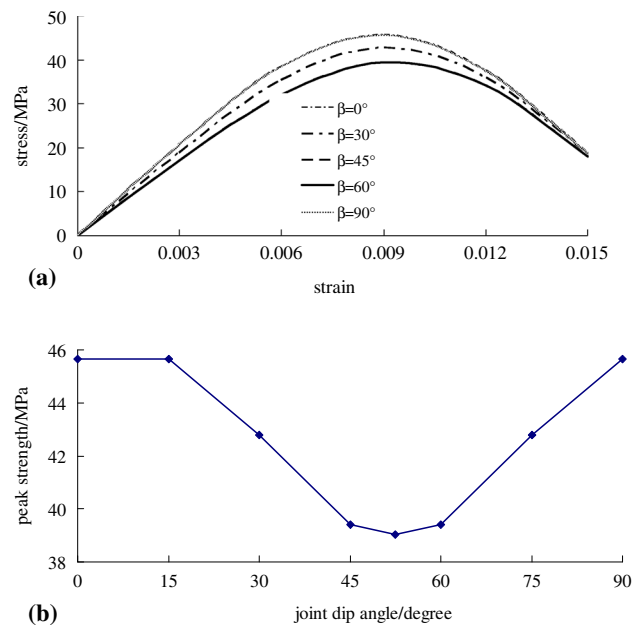 50
40
30
20
10
0
stress/MPa
β=0°
β=30°
β=45°
β=60°
β=90°
0 0.003 0.006 0.009 0.012 0.015
strain
(a)
46
44
42
40
38
peak strength/MPa
0 15 30 45 60 75 90
joint dip angle/degree
(b)